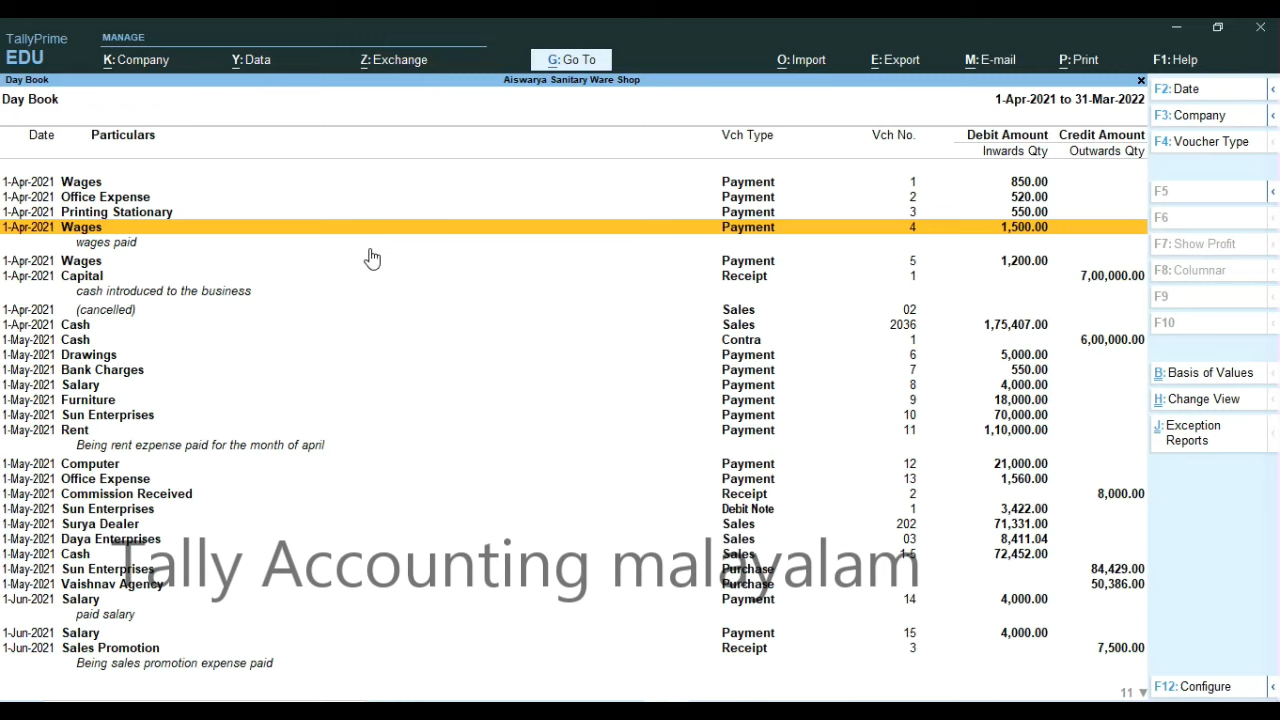 TallyPrime MANAGE
EDU K: Company Y: Data Z: Exchange G: Go To O: Import E: Export M: E-mail P: Print F1: Help
Day Book Aiswarya Sanitary Ware Shop
Day Book 1-Apr-2021 to 31-Mar-2022
Date Particulars Vch Type Vch No. Debit Amount Credit Amount
Inwards Qty Outwards Qty
1-Apr-2021 Wages Payment 1 850.00
1-Apr-2021 Office Expense Payment 2 520.00
1-Apr-2021 Printing Stationary Payment 3 550.00
1-Apr-2021 Wages Payment 4 1,500.00
wages paid
1-Apr-2021 Wages Payment 5 1,200.00
1-Apr-2021 Capital Receipt 1 7,00,000.00
cash introduced to the business
1-Apr-2021 (cancelled) Sales 02
1-Apr-2021 Cash Sales 2036 1,75,407.00
1-May-2021 Cash Contra 1 6,00,000.00
1-May-2021 Drawings Payment 6 5,000.00
1-May-2021 Bank Charges Payment 7 550.00
1-May-2021 Salary Payment 8 4,000.00
1-May-2021 Furniture Payment 9 18,000.00
1-May-2021 Sun Enterprises Payment 10 70,000.00
1-May-2021 Rent Payment 11 1,10,000.00
Being rent ezpense paid for the month of april
1-May-2021 Computer Payment 12 21,000.00
1-May-2021 Office Expense Payment 13 1,560.00
1-May-2021 Commission Received Receipt 2 8,000.00
1-May-2021 Sun Enterprises Debit Note 1 3,422.00
1-May-2021 Surya Dealer Sales 202 71,331.00
1-May-2021 Daya Enterprises Sales 03 8,411.04
1-May-2021 Cash Sales 72,452.00
Tally Accounting malayalam
1-May-2021 Sun Enterprises Purchase 84,429.00
1-May-2021 Vaishnav Agency Purchase 50,386.00
1-Jun-2021 Salary Payment 14 4,000.00
paid salary
1-Jun-2021 Salary Payment 15 4,000.00
1-Jun-2021 Sales Promotion Receipt 3 7,500.00
Being sales promotion expense paid
11
F2: Date
F3: Company
F4: Voucher Type
F5
F6
F7: Show Profit
F8: Columnar
F9
F10
B: Basis of Values
H: Change View
J: Exception
Reports
F12: Configure